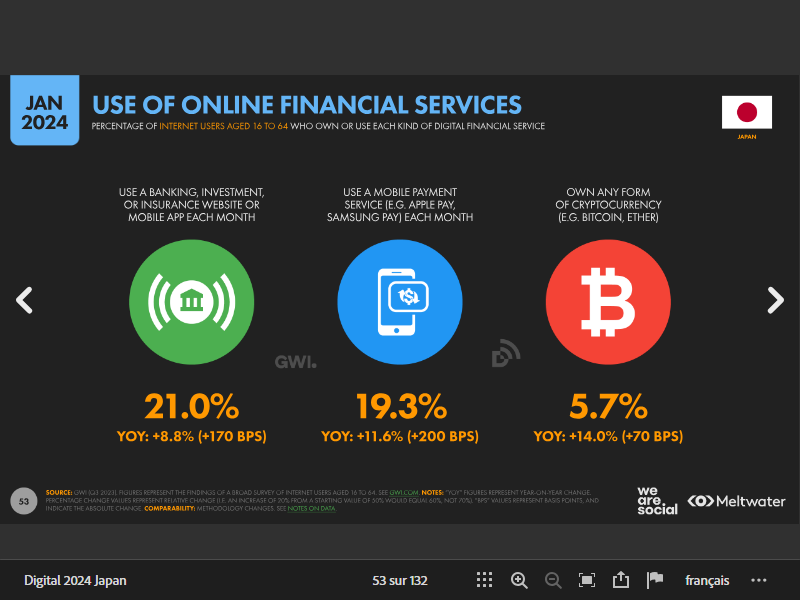 JAN
2024
USE OF ONLINE FINANCIAL SERVICES
PERCENTAGE OF INTERNET USERS AGED 16 TO 64 WHO OWN OR USE EACH KIND OF DIGITAL FINANCIAL SERVICE
JAPAN
USE A BANKING, INVESTMENT,
OR INSURANCE WEBSITE OR
MOBILE APP EACH MONTH
USE A MOBILE PAYMENT
SERVICE (E.G. APPLE PAY,
SAMSUNG PAY) EACH MONTH
OWN ANY FORM
OF CRYPTOCURRENCY
(E.G. BITCOIN, ETHER)
GWI.
21.0%
YOY: +8.8% (+170 BPS)
19.3%
YOY: +11.6% (+200 BPS)
5.7%
YOY: +14.0% (+70 BPS)
53
SOURCE: GWI (Q3 2023). FIGURES REPRESENT THE FINDINGS OF A BROAD SURVEY OF INTERNET USERS AGED 16 TO 64. SEE GWI.COM. NOTES: "YOY" FIGURES REPRESENT YEAR-ON-YEAR CHANGE.
PERCENTAGE CHANGE VALUES REPRESENT RELATIVE CHANGE (I.E. AN INCREASE OF 20% FROM A STARTING VALUE OF 50% WOULD EQUAL 60%, NOT 70%). "BPS" VALUES REPRESENT BASIS POINTS, AND
INDICATE THE ABSOLUTE CHANGE. COMPARABILITY: METHODOLOGY CHANGES. SEE NOTES ON DATA.
we
are.
social
Meltwater
Digital 2024 Japan
53 sur 132
français